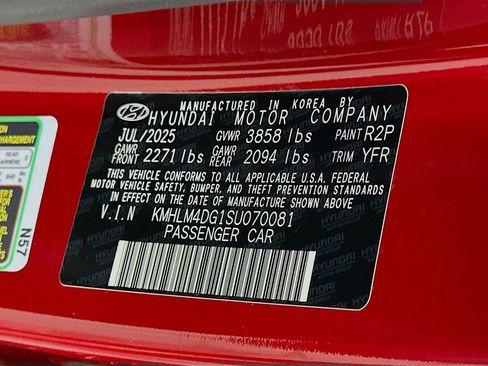 MANUFACTURED IN KOREA BY
HYUNDAI MOTOR COMPANY
JUL/2025 GVWR 3858 lbs PAINT R2P
GAWR FRONT 2271 lbs GAWR REAR 2094 lbs TRIM YFR
THIS VEHICLE CONFORMS TO ALL APPLICABLE U.S.A. FEDERAL
MOTOR VEHICLE SAFETY, BUMPER, AND THEFT PREVENTION STANDARDS
IN EFFECT ON THE DATE OF MANUFACTURE SHOWN ABOVE.
V.I.N KMHLM4DG1SU070081
PASSENGER CAR
N57